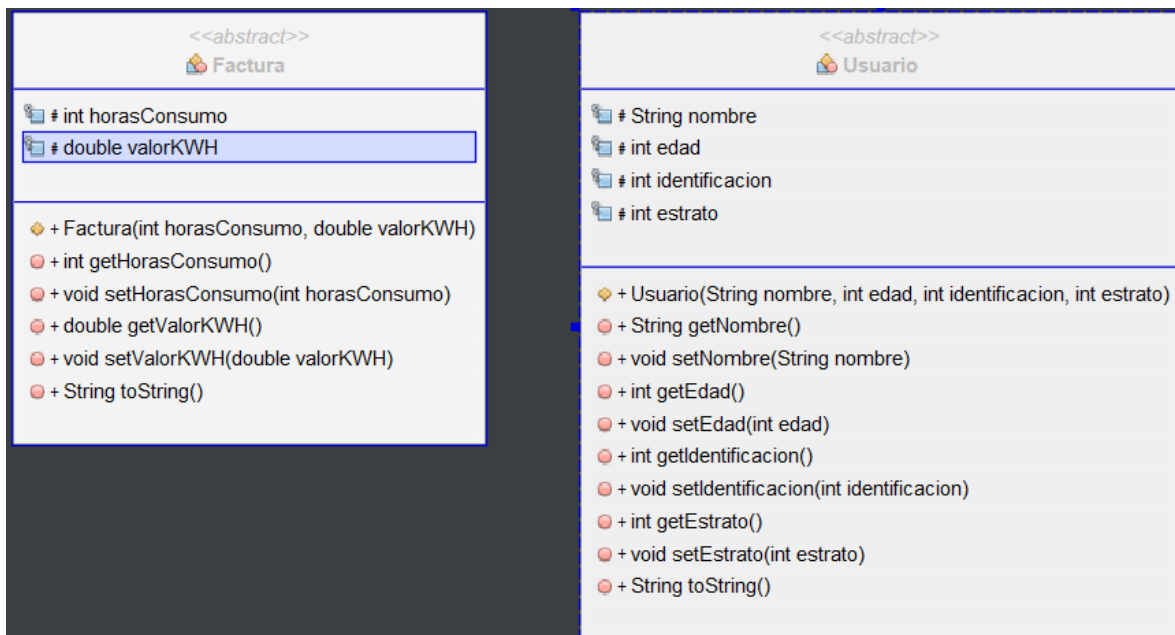 <<abstract>>
Factura
# int horasConsumo
# double valorKWH
+ Factura(int horasConsumo, double valorKWH)
+ int getHorasConsumo()
+ void setHorasConsumo(int horasConsumo)
+ double getValorKWH()
+ void setValorKWH(double valorKWH)
+ String toString()
<<abstract>>
Usuario
# String nombre
# int edad
# int identificacion
# int estrato
+ Usuario(String nombre, int edad, int identificacion, int estrato)
+ String getNombre()
+ void setNombre(String nombre)
+ int getEdad()
+ void setEdad(int edad)
+ int getIdentificacion()
+ void setIdentificacion(int identificacion)
+ int getEstrato()
+ void setEstrato(int estrato)
+ String toString()